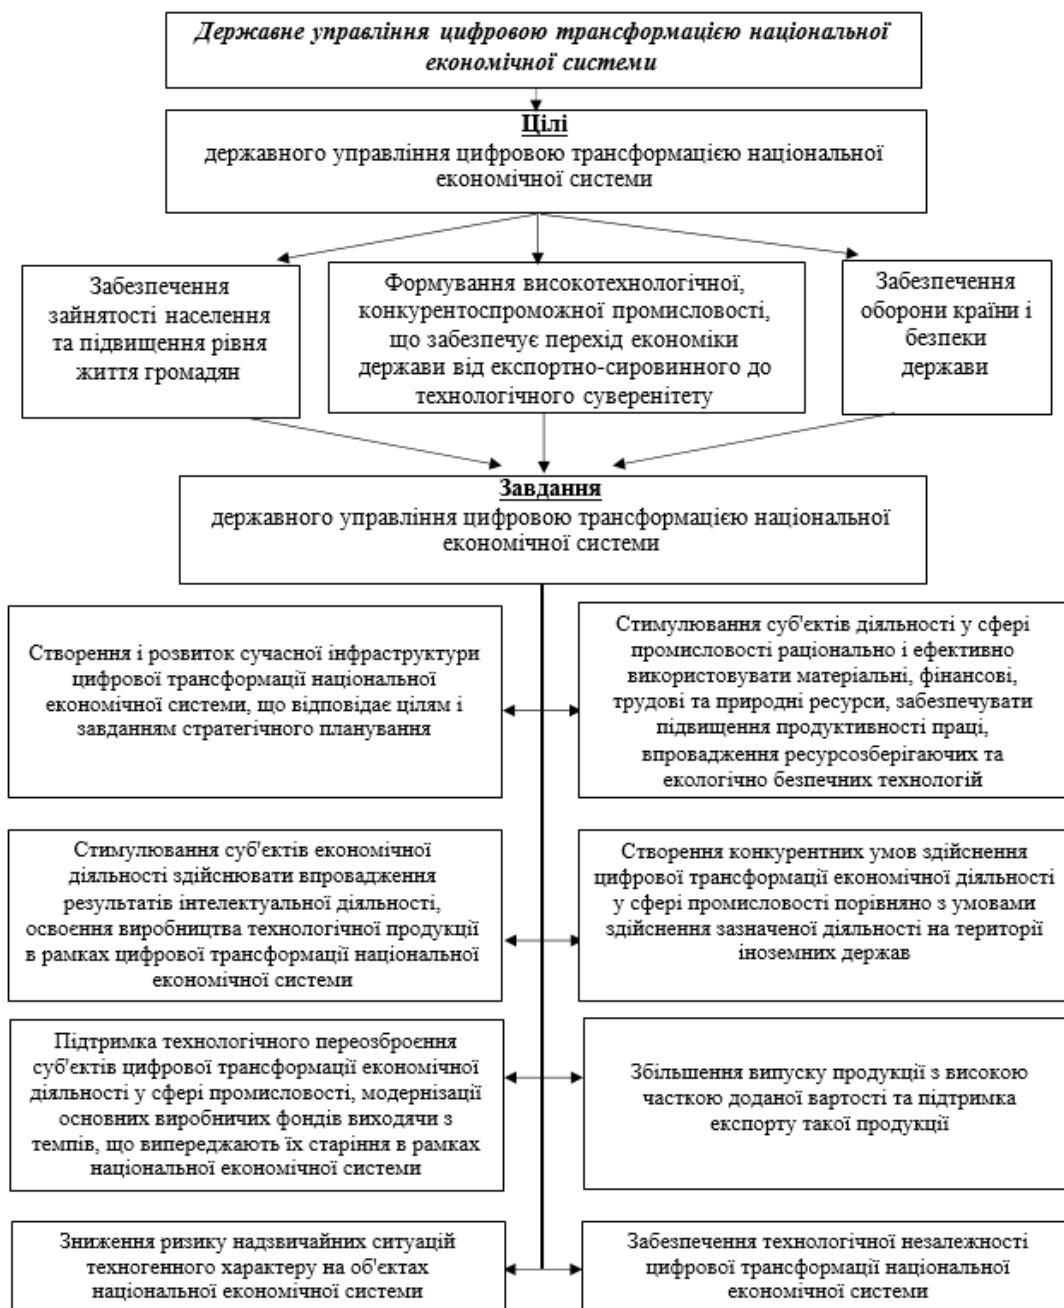 Державне управління цифровою трансформацією національної
економічної системи
Цілі
державного управління цифровою трансформацією національної
економічної системи
Забезпечення
зайнятості населення
та підвищення рівня
життя громадян
Формування високотехнологічної,
конкурентоспроможної промисловості,
що забезпечує перехід економіки
держави від експортно-сировинного до
технологічного суверенітету
Забезпечення
оборони країни і
безпеки
держави
Завдання
державного управління цифровою трансформацією національної
економічної системи
Створення і розвиток сучасної інфраструктури
цифрової трансформації національної
економічної системи, що відповідає цілям і
завданням стратегічного планування
Стимулювання суб'єктів діяльності у сфері
промисловості раціонально і ефективно
використовувати матеріальні, фінансові,
трудові та природні ресурси, забезпечувати
підвищення продуктивності праці,
впровадження ресурсозберігаючих та
екологічно безпечних технологій
Стимулювання суб'єктів економічної
діяльності здійснювати впровадження
результатів інтелектуальної діяльності,
освоєння виробництва технологічної продукції
в рамках цифрової трансформації національної
економічної системи
Створення конкурентних умов здійснення
цифрової трансформації економічної діяльності
у сфері промисловості порівняно з умовами
здійснення зазначеної діяльності на території
іноземних держав
Підтримка технологічного переозброєння
суб'єктів цифрової трансформації економічної
діяльності у сфері промисловості, модернізації
основних виробничих фондів виходячи з
темпів, що випереджають їх старіння в рамках
національної економічної системи
Збільшення випуску продукції з високою
часткою доданої вартості та підтримка
експорту такої продукції
Зниження ризику надзвичайних ситуацій
техногенного характеру на об'єктах
національної економічної системи
Забезпечення технологічної незалежності
цифрової трансформації національної
економічної системи